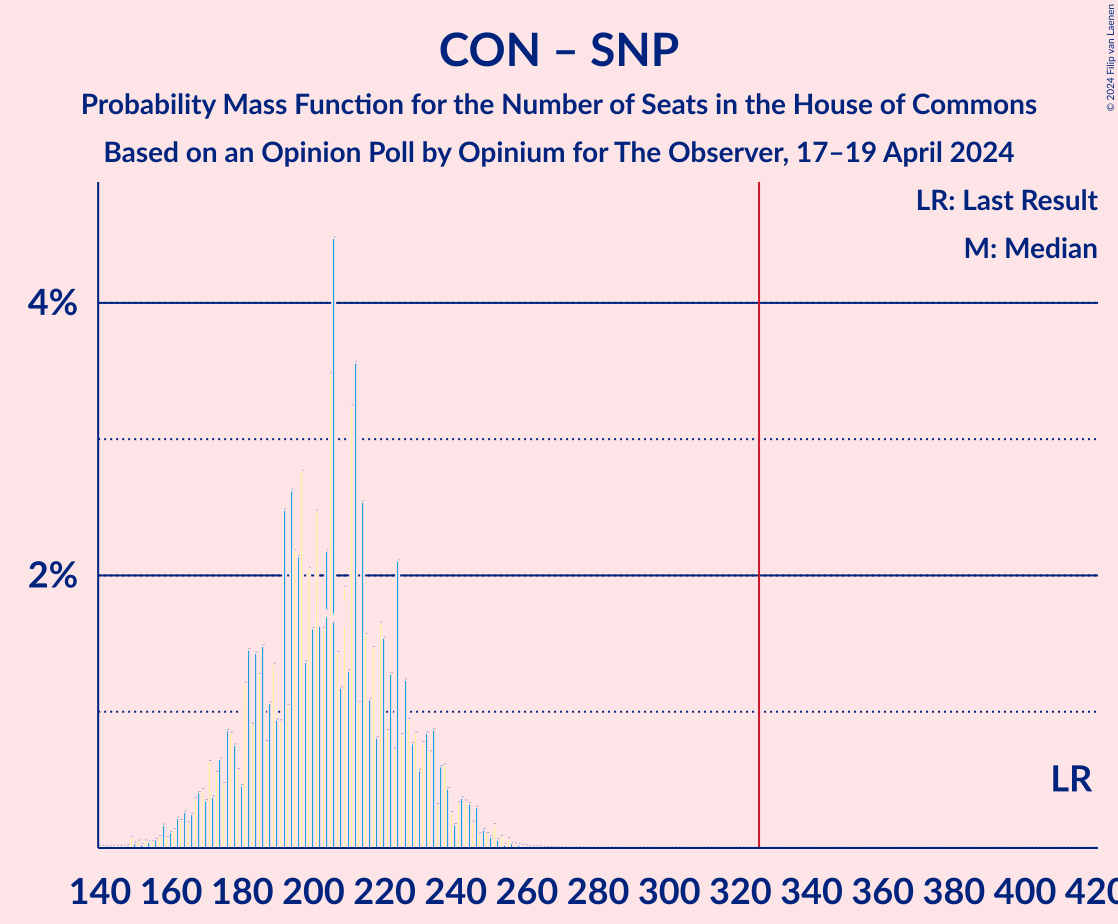 CON – SNP
Probability Mass Function for the Number of Seats in the House of Commons
Based on an Opinion Poll by Opinium for The Observer, 17–19 April 2024
© 2024 Filip van Laenen
LR: Last Result
M: Median
4%
2%
LR
140 160 180 200 220 240 260 280 300 320 340 360 380 400 420